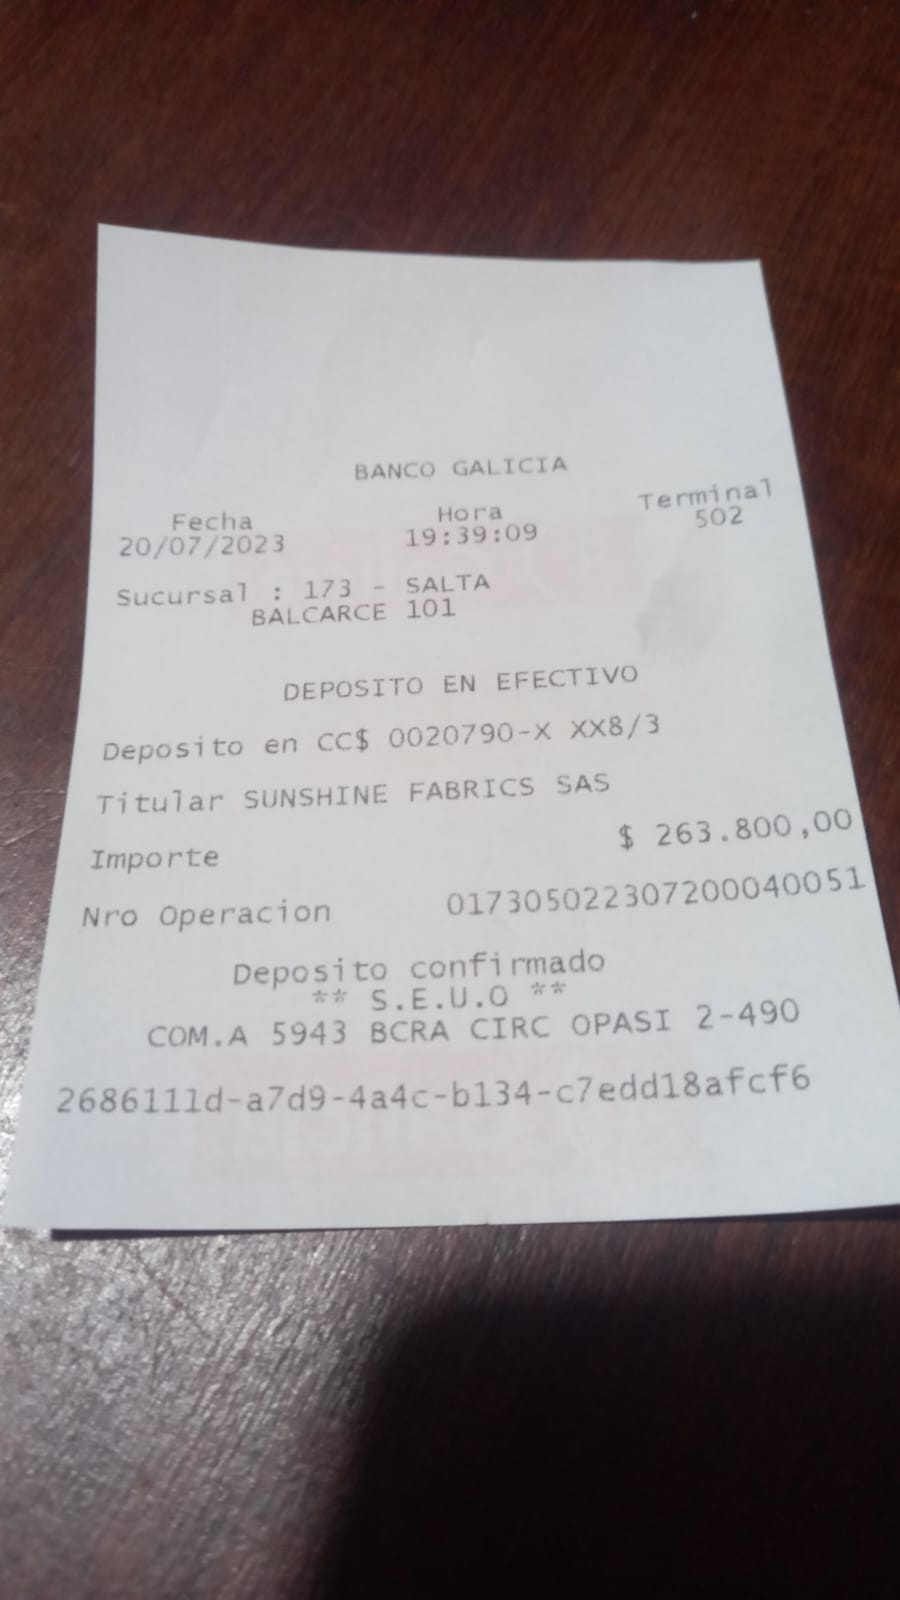 BANCO GALICIA
Fecha Hora Terminal
20/07/2023 19:39:09 502
Sucursal : 173 - SALTA
BALCARCE 101
DEPOSITO EN EFECTIVO
Deposito en CC$ 0020790-X XX8/3
Titular SUNSHINE FABRICS SAS
Importe $ 263.800,00
Nro Operacion 017305022307200040051
Deposito confirmado
** S.E.U.O **
COM.A 5943 BCRA CIRC OPASI 2-490
2686111d-a7d9-4a4c-b134-c7edd18afcf6